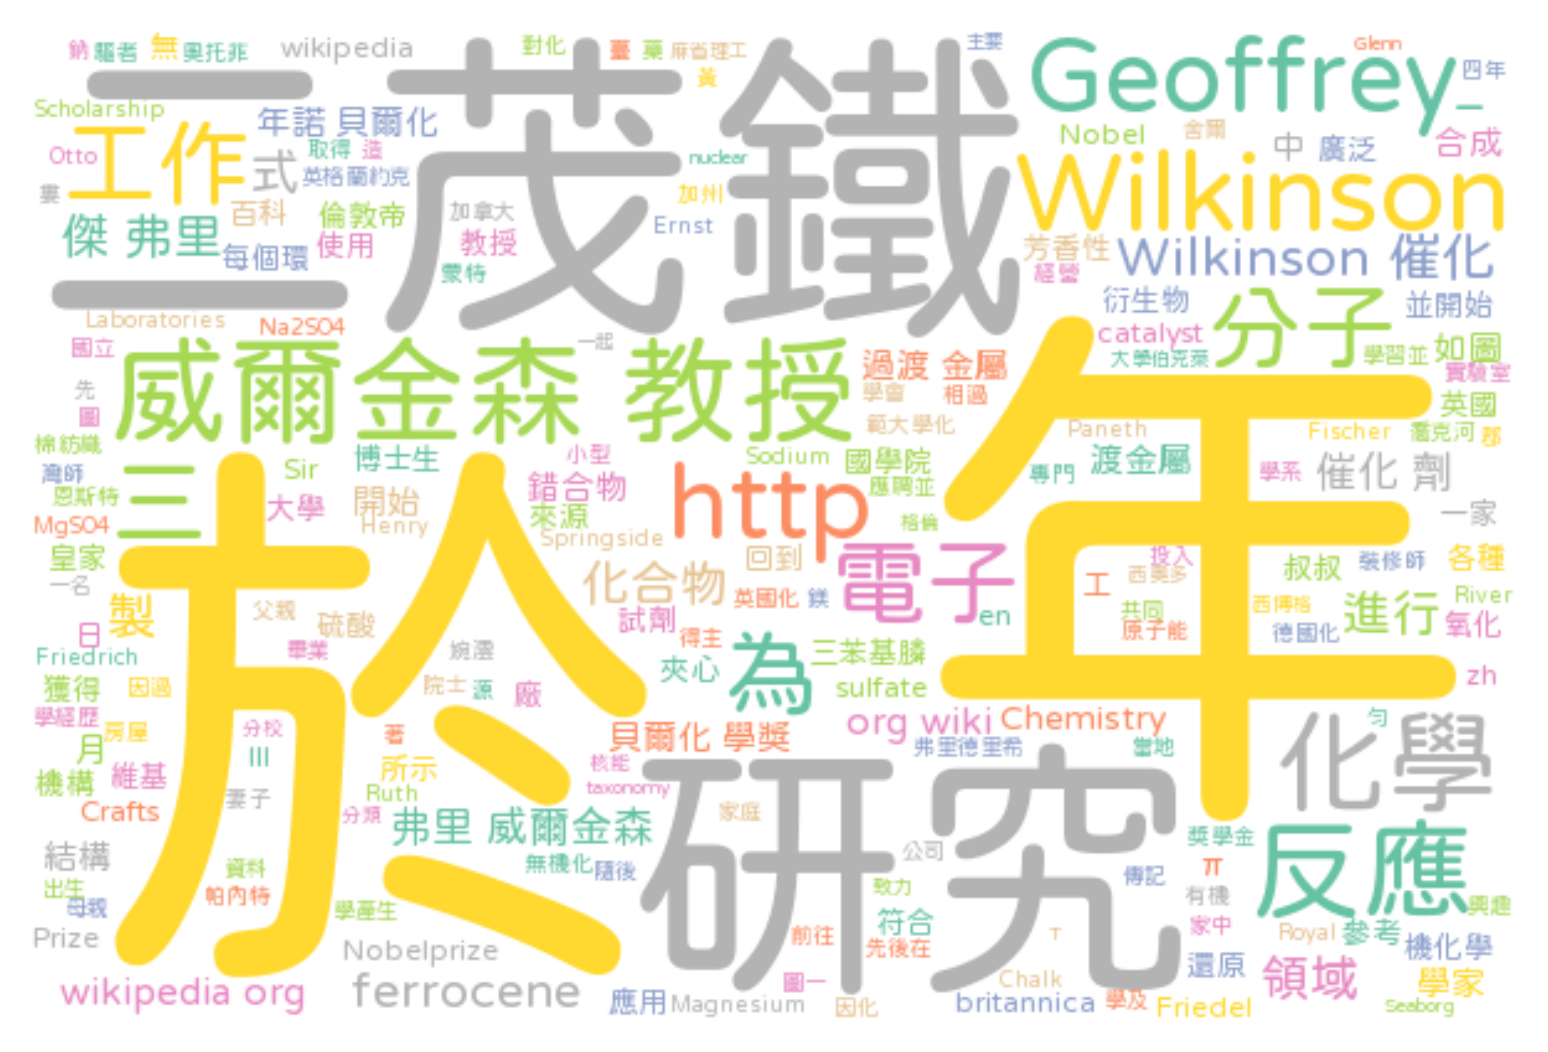 鈉 驅者 無 奧托菲 wikipedia 對化 臺 葉 麻省理工 主要 Glenn
二茂鐵 Geoffrey 四年
黃
Scholarship 年諾 貝爾化 Nobel 舍爾 一
工作 式 取得 造 nuclear 中 廣泛 合成
Otto 英格蘭約克 加州 Wilkinson
婁 百科 倫敦帝 加拿大 Ernst
傑 弗里 每個環 使用 教授 芳香性 Wilkinson 催化
蒙特 經營
Laboratories Na2SO4 衍生物 分子 並開始
國立 一起 catalyst 如圖
威爾金森 教授 過渡 金屬 大學伯克萊 學習並 實驗室
先 學會 相過 年 英國
圖 範大學化 Paneth Fischer 喬克河 郡
棉紡織 博士生 小型 Sodium 國學院 渡金屬
灣師 三 Sir 錯合物 http 專門 學系 催化 劑
恩斯特 大學 開始 來源 應聘並 一家
MgSO4 於 Henry Springside 格倫
皇家 回到 電子 投入 叔叔 裝修師 各種
一名 化合物 工 西奧多
製 父親 硫酸 英國化 鎂 共同 西博格 進行 River
日 試劑 得主 en 原子能 德國化 氧化
Friedrich 畢業 婉澐 夾心 為 三苯基膦
獲得 因過 院士 源 廠 sulfate zh
學經歷 房屋 分校 著 org wiki Chemistry 勻
月 III 貝爾化 學獎 弗里德里希 當地 化學
機構 維基 所示 核能
Crafts 妻子 Ruth taxonomy 研究
分類 弗里 威爾金森 家庭
結構 資料 無機化 隨後 公司 獎學金 反應
出生 帕內特 致力 傳記 π
母親 學產生 符合 有機 興趣
Prize Nobelprize 前往 先後在 T 家中 Royal 參考 機化學
wikipedia org ferrocene 圖一 Chalk 還原 領域 學家
應用 Magnesium 因化 britannica 學及 Friedel Seaborg